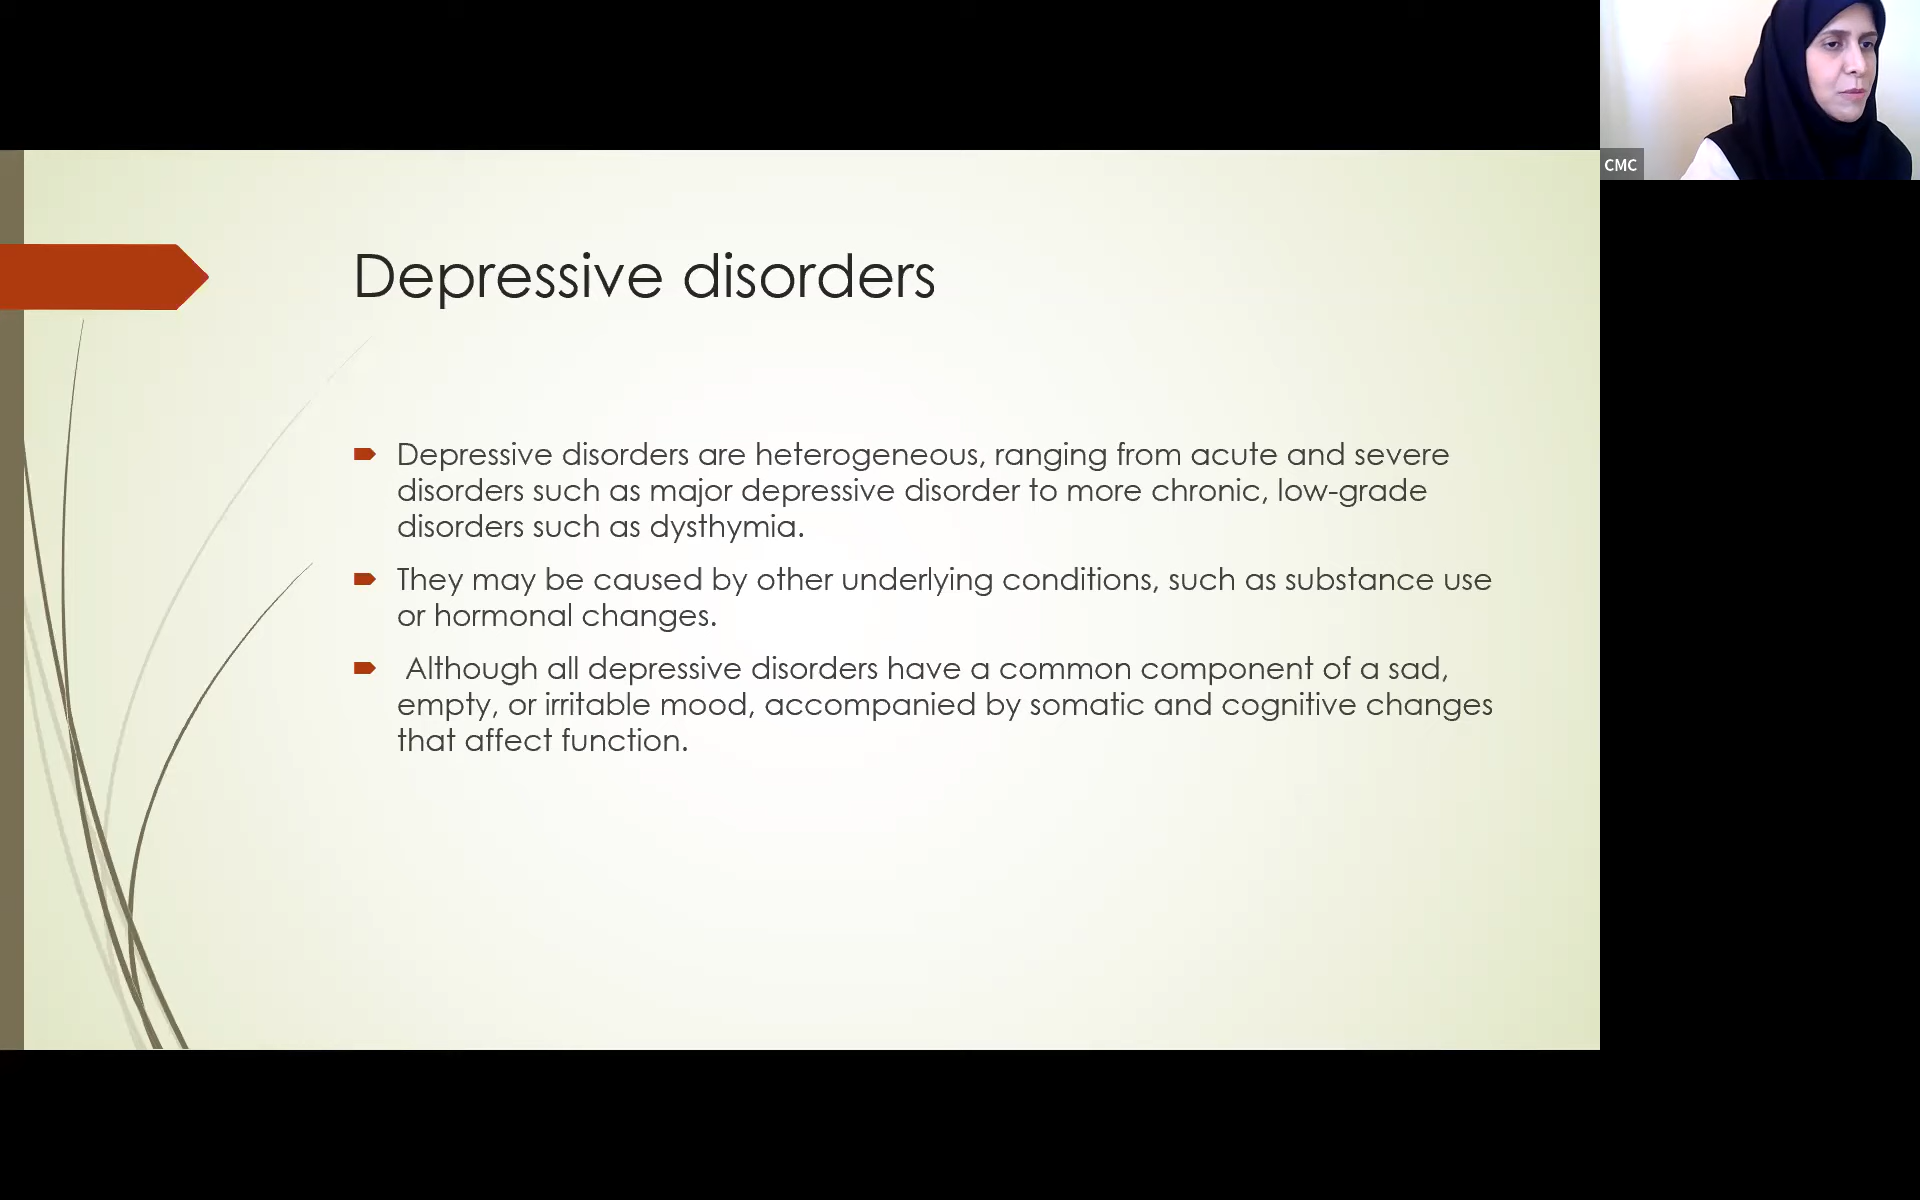 Depressive disorders
Depressive disorders are heterogeneous, ranging from acute and severe
disorders such as major depressive disorder to more chronic, low-grade
disorders such as dysthymia.
They may be caused by other underlying conditions, such as substance use
or hormonal changes.
Although all depressive disorders have a common component of a sad,
empty, or irritable mood, accompanied by somatic and cognitive changes
that affect function.
CMC